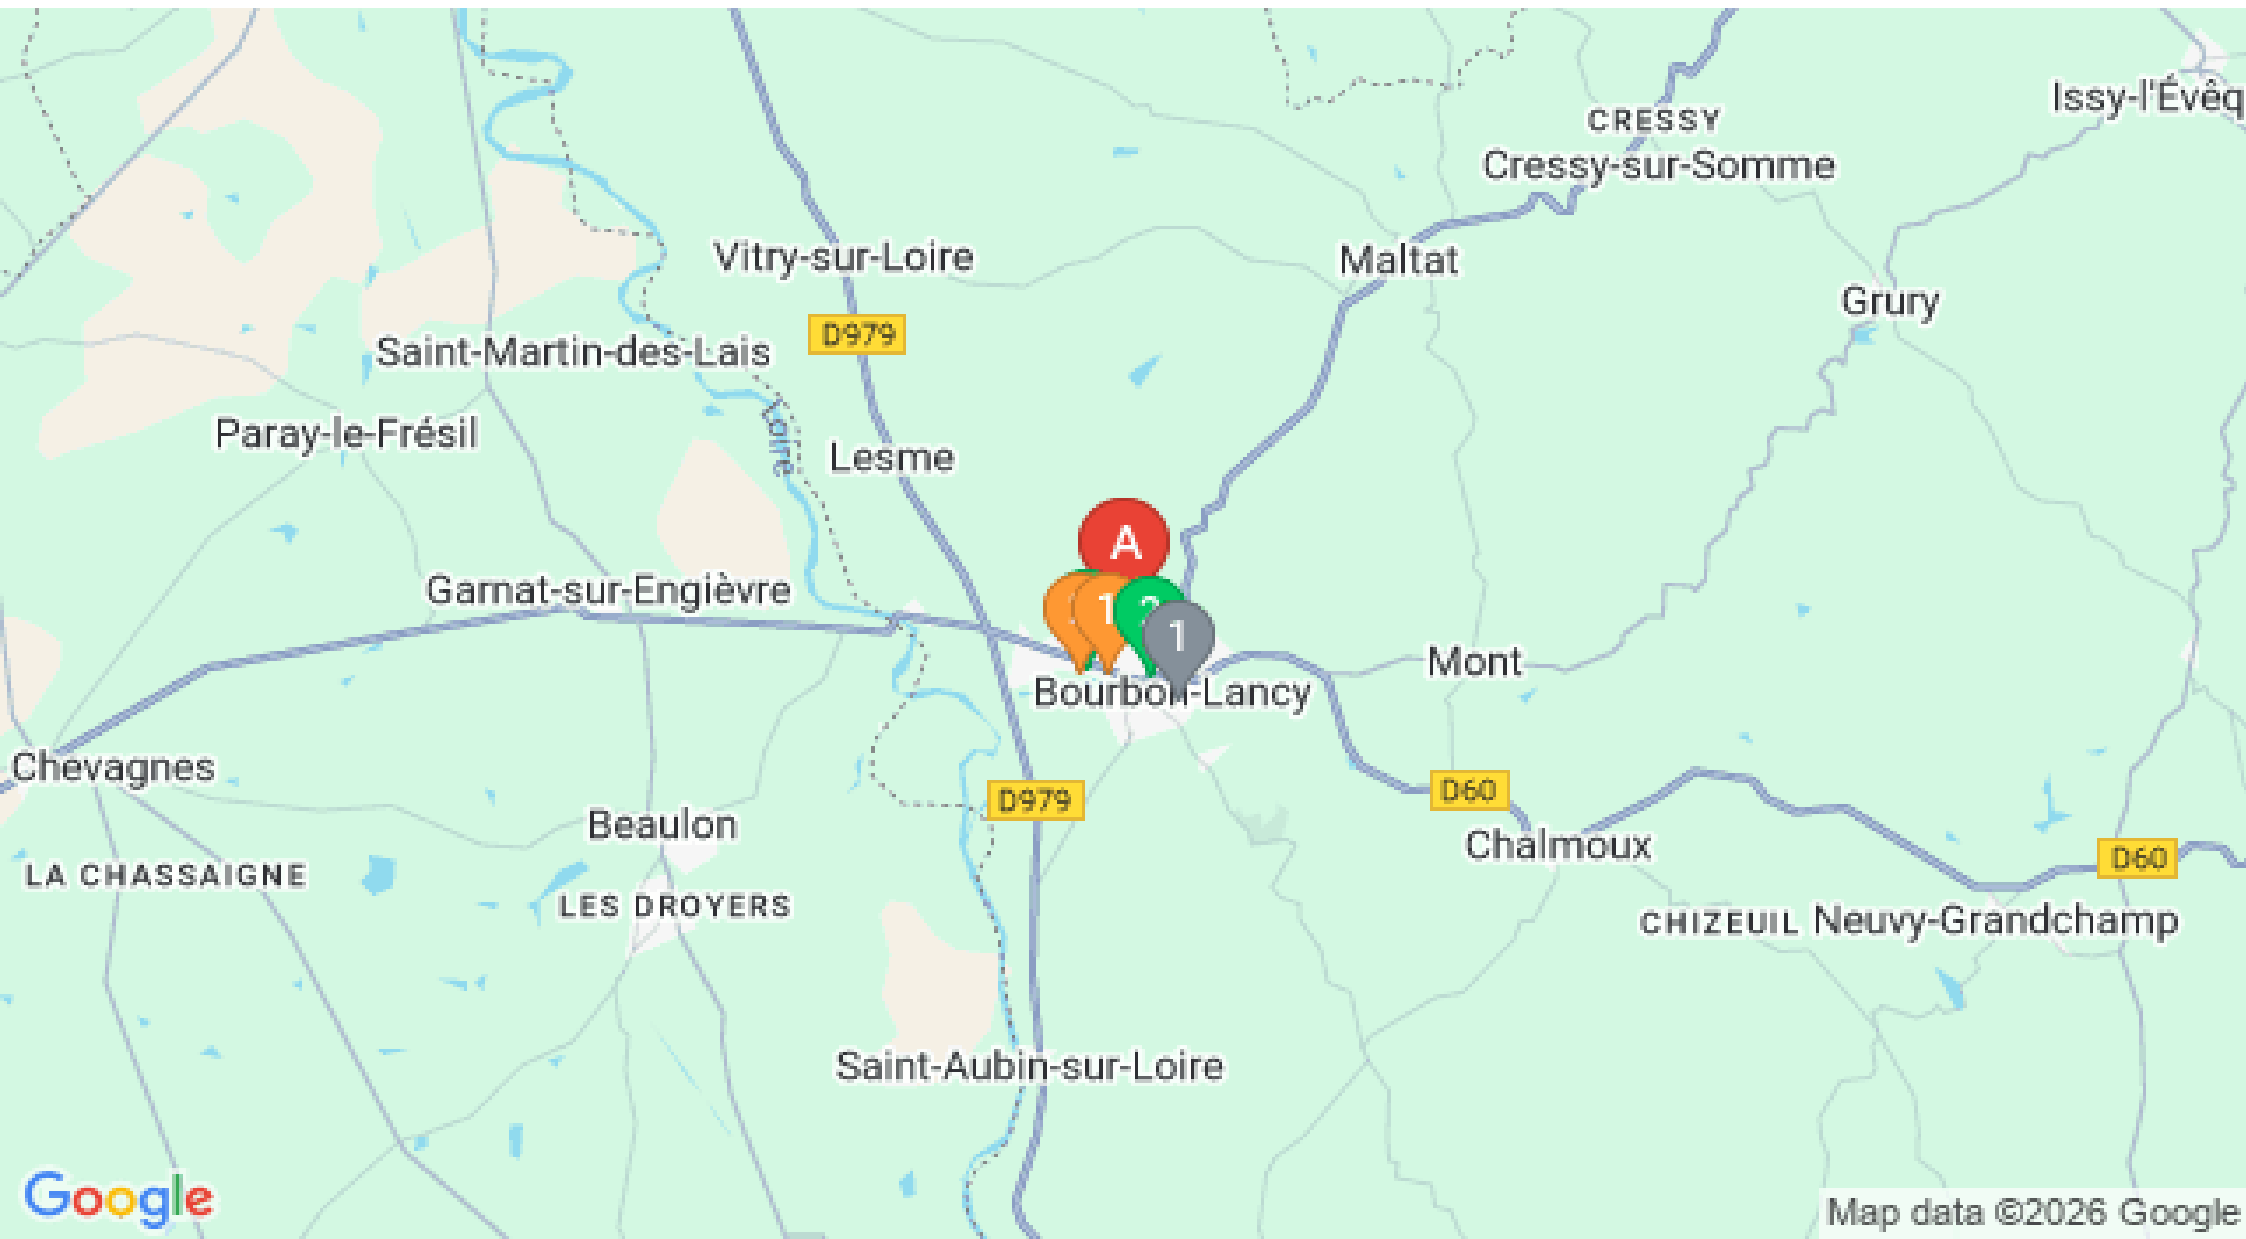 CRESSY
Issy-l'Évêq
Cressy-sur-Somme
Vitry-sur-Loire
Maltat
Grury
D979
Saint-Martin-des-Lais
Paray-le-Frésil
Loire
Lesme
A
1
2
1
Garnat-sur-Engièvre
Mont
Bourbon-Lancy
Chevagnes
D979
D60
Beaulon
Chalmoux
D60
LA CHASSAIGNE
LES DROYERS
CHIZEUIL
Neuvy-Grandchamp
Saint-Aubin-sur-Loire
Google
Map data ©2026 Google